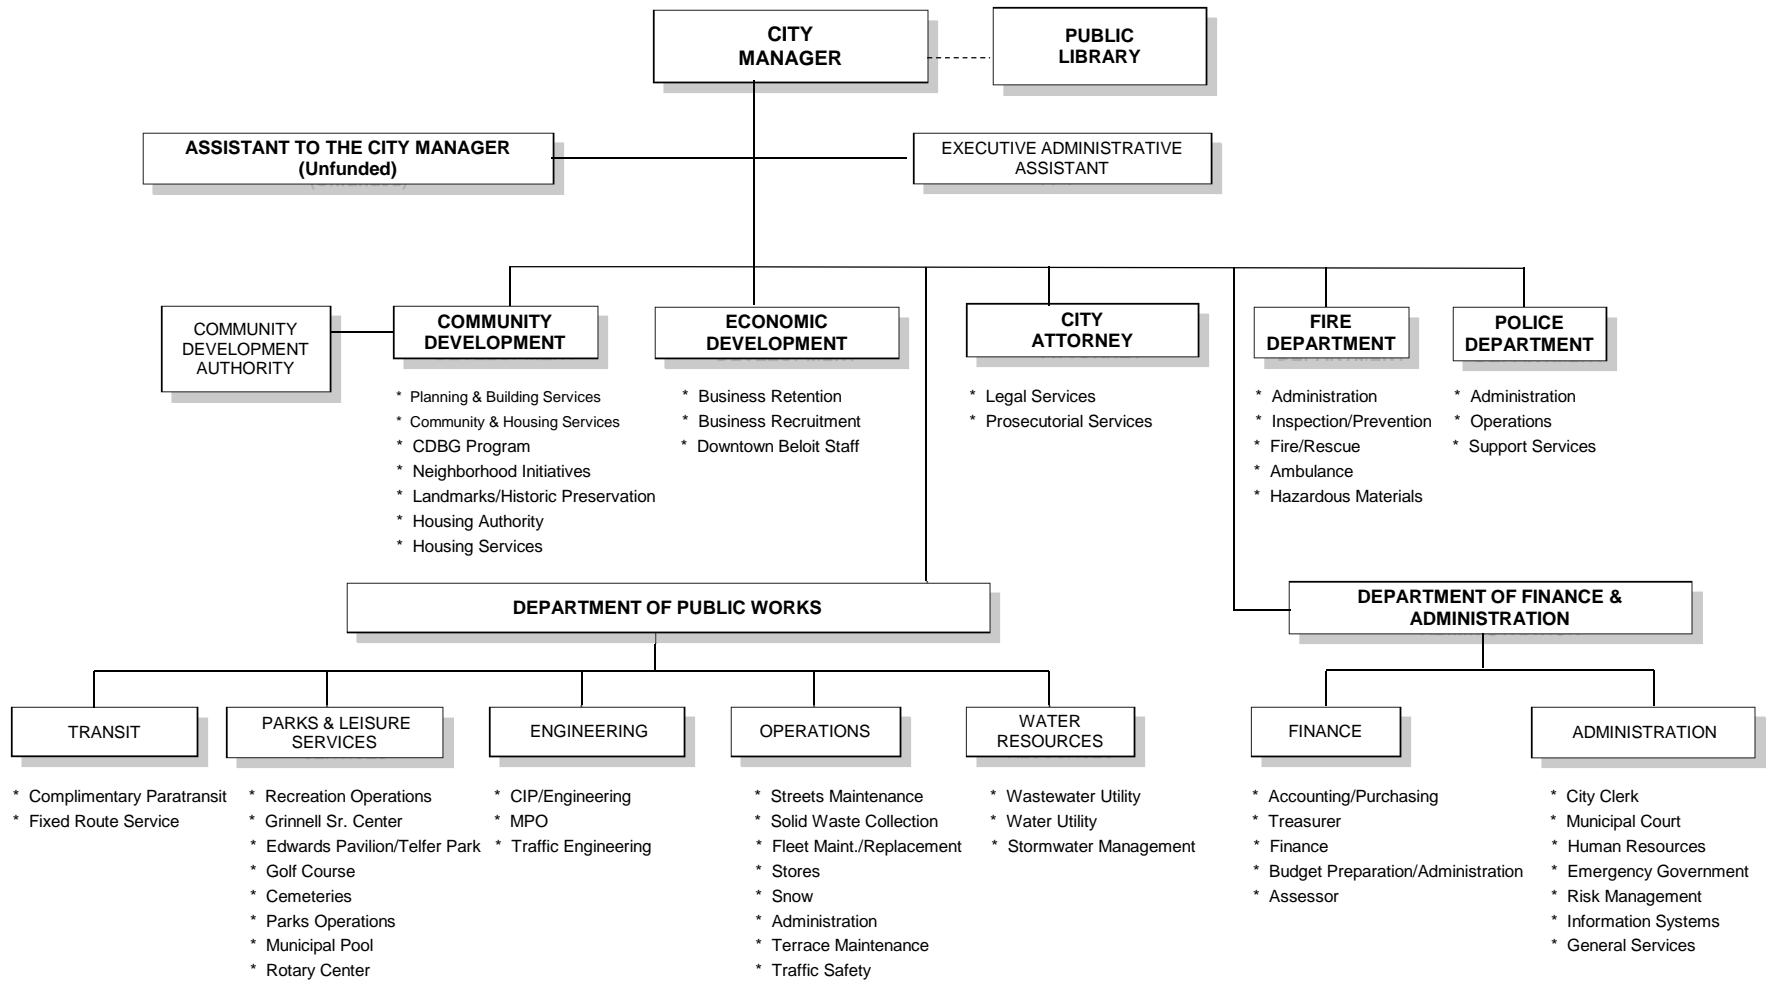 CITY
MANAGER
PUBLIC
LIBRARY
ASSISTANT TO THE CITY MANAGER
(Unfunded)
EXECUTIVE ADMINISTRATIVE
ASSISTANT
COMMUNITY
DEVELOPMENT
AUTHORITY
COMMUNITY
DEVELOPMENT
* Planning & Building Services
* Community & Housing Services
* CDBG Program
* Neighborhood Initiatives
* Landmarks/Historic Preservation
* Housing Authority
* Housing Services
ECONOMIC
DEVELOPMENT
* Business Retention
* Business Recruitment
* Downtown Beloit Staff
CITY
ATTORNEY
* Legal Services
* Prosecutorial Services
FIRE
DEPARTMENT
* Administration
* Inspection/Prevention
* Fire/Rescue
* Ambulance
* Hazardous Materials
POLICE
DEPARTMENT
* Administration
* Operations
* Support Services
DEPARTMENT OF PUBLIC WORKS
DEPARTMENT OF FINANCE &
ADMINISTRATION
TRANSIT
* Complimentary Paratransit
* Fixed Route Service
PARKS & LEISURE
SERVICES
* Recreation Operations
* Grinnell Sr. Center
* Edwards Pavilion/Telfer Park
* Golf Course
* Cemeteries
* Parks Operations
* Municipal Pool
* Rotary Center
ENGINEERING
* CIP/Engineering
* MPO
* Traffic Engineering
OPERATIONS
* Streets Maintenance
* Solid Waste Collection
* Fleet Maint./Replacement
* Stores
* Snow
* Administration
* Terrace Maintenance
* Traffic Safety
WATER
RESOURCES
* Wastewater Utility
* Water Utility
* Stormwater Management
FINANCE
* Accounting/Purchasing
* Treasurer
* Finance
* Budget Preparation/Administration
* Assessor
ADMINISTRATION
* City Clerk
* Municipal Court
* Human Resources
* Emergency Government
* Risk Management
* Information Systems
* General Services